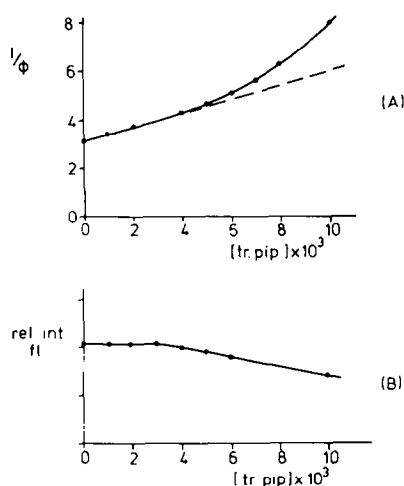 1/Φ
8
6
4
2
0
(A)
0 2 4 6 8 10
[tr.pip]×10³
rel int
fl
(B)
0 2 4 6 8 10
[tr.pip]×10³